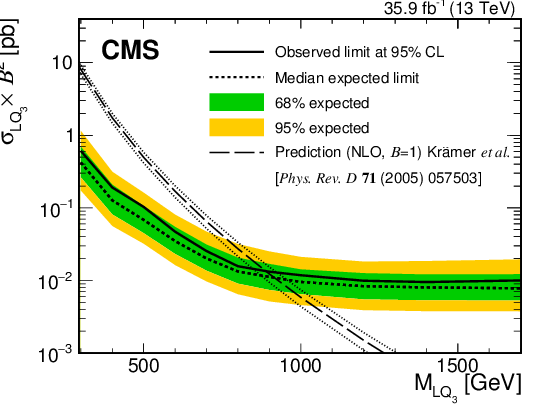 35.9 fb⁻¹ (13 TeV)
σ_LQ₃ × B² [pb]
CMS
Observed limit at 95% CL
Median expected limit
68% expected
95% expected
Prediction (NLO, B=1) Krämer et al.
[Phys. Rev. D 71 (2005) 057503]
10
1
10⁻¹
10⁻²
10⁻³
500
1000
1500
M_LQ₃ [GeV]